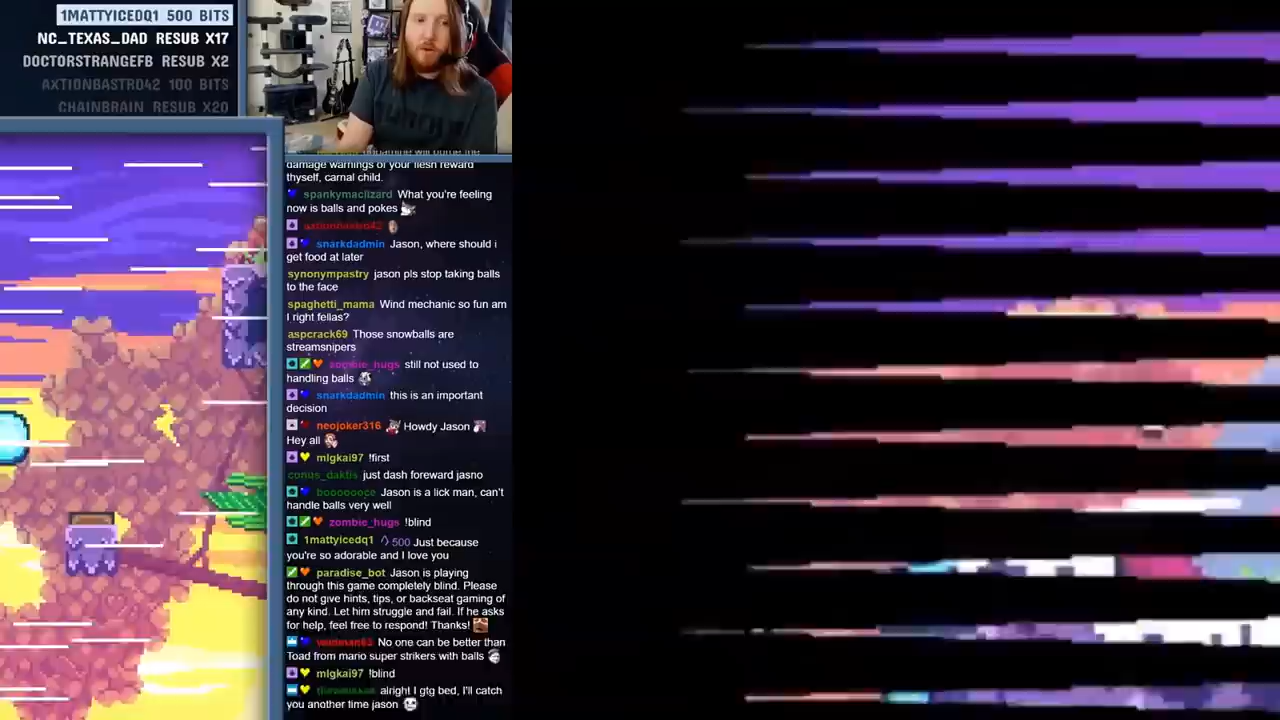 1MATTYICEDQ1 500 BITS
NC_TEXAS_DAD RESUB X17
DOCTORSTRANGEFB RESUB X2
AXTIONBASTRD42 100 BITS
CHAINBRAIN RESUB X20
damage warnings of your flesh reward
thyself, carnal child.
spankymaclizard What you're feeling
now is balls and pokes
snarkdadmin Jason, where should i
get food at later
synonympastry jason pls stop taking balls
to the face
spaghetti_mama Wind mechanic so fun am
I right fellas?
aspcrack69 Those snowballs are
streamsnipers
zombie_hugs still not used to
handling balls
snarkdadmin this is an important
decision
neojoker316 Howdy Jason
Hey all
mlgkai97 !first
conus_daktis just dash foreward jasno
booooooce Jason is a lick man, can't
handle balls very well
zombie_hugs !blind
1mattyicedq1 500 Just because
you're so adorable and I love you
paradise_bot Jason is playing
through this game completely blind. Please
do not give hints, tips, or backseat gaming of
any kind. Let him struggle and fail. If he asks
for help, feel free to respond! Thanks!
No one can be better than
Toad from mario super strikers with balls
mlgkai97 !blind
alright I gtg bed, I'll catch
you another time jason